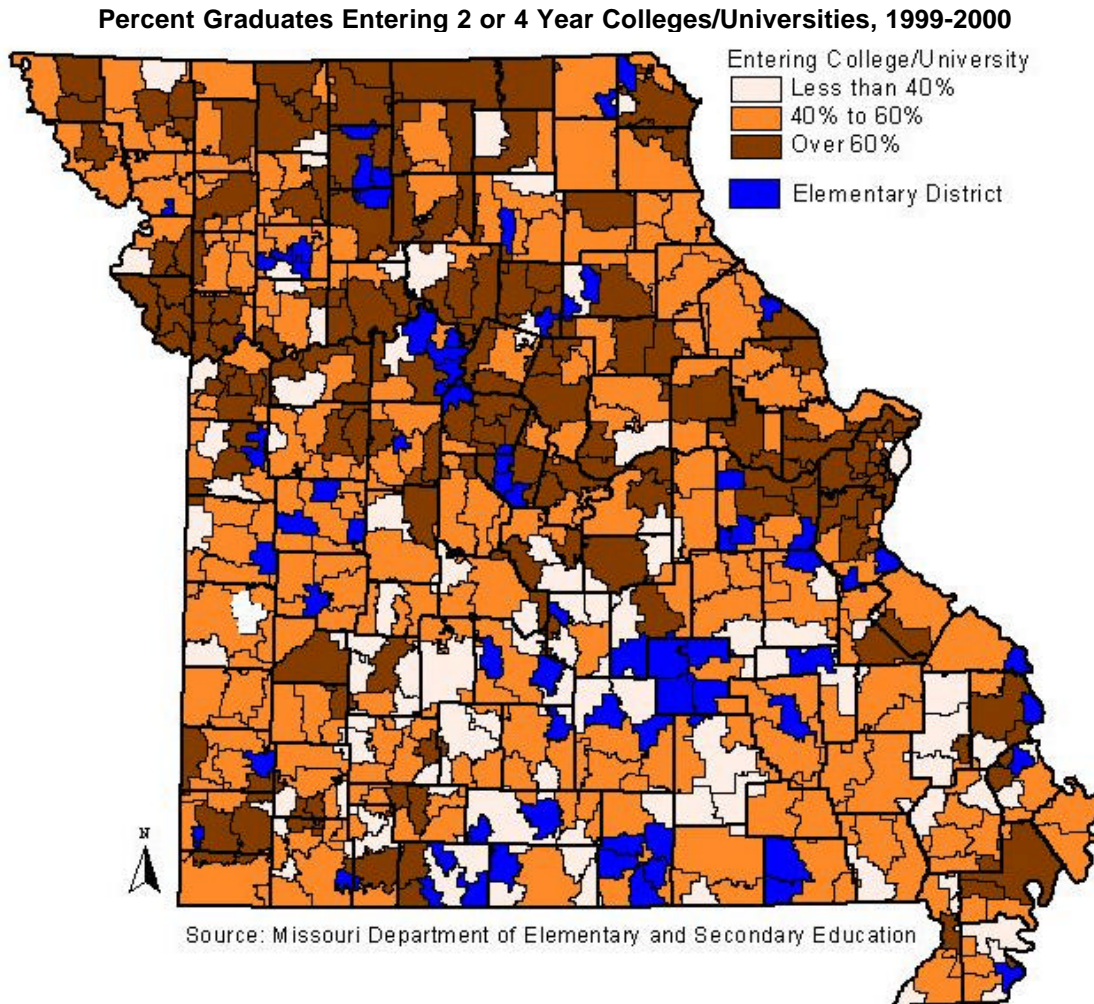 Percent Graduates Entering 2 or 4 Year Colleges/Universities, 1999-2000
Entering College/University
Less than 40%
40% to 60%
Over 60%
Elementary District
N
Source: Missouri Department of Elementary and Secondary Education